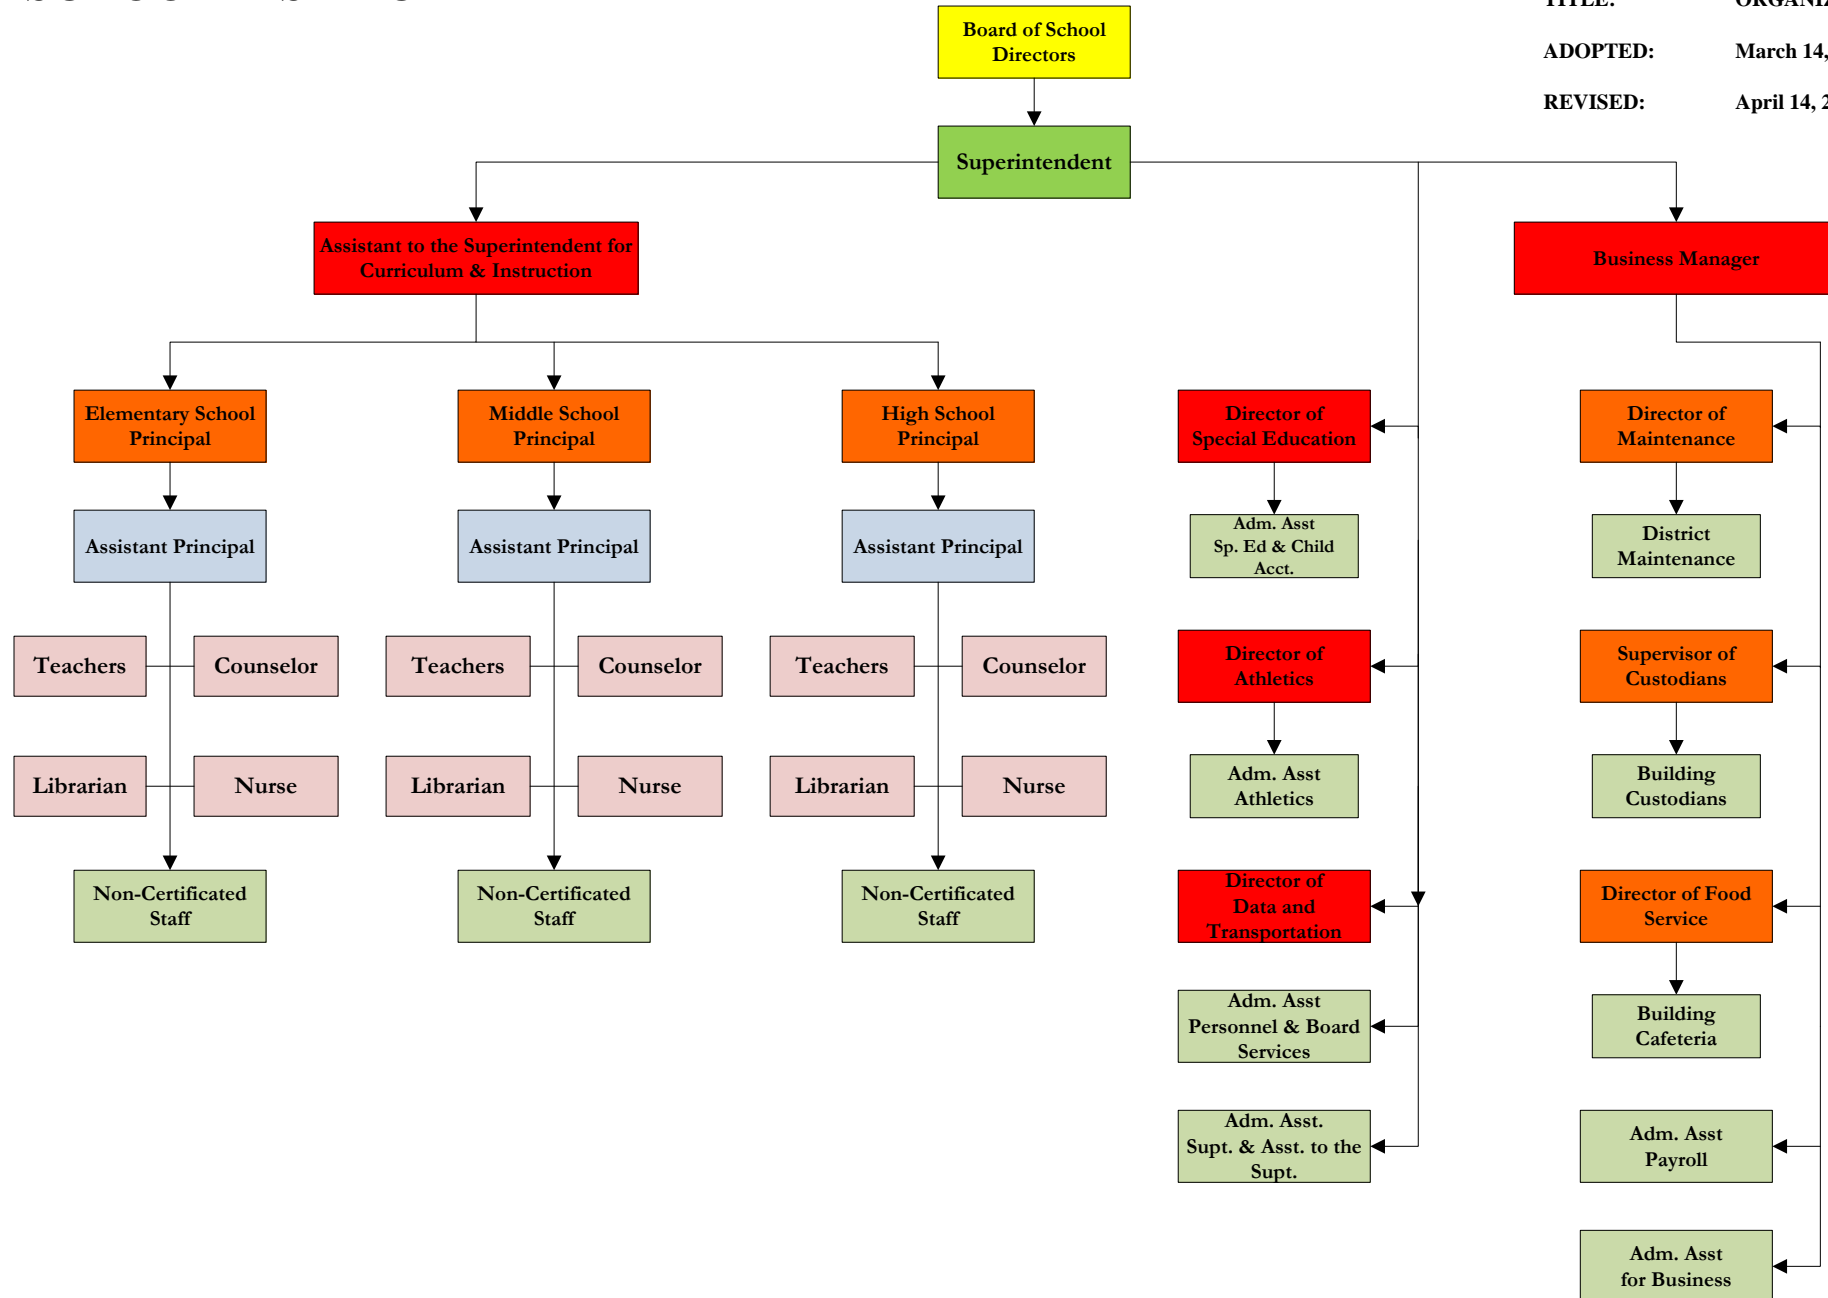 TITLE:
ADOPTED: March 14,
REVISED: April 14, 2
Board of School
Directors
Superintendent
Assistant to the Superintendent for
Curriculum & Instruction
Business Manager
Elementary School
Principal
Middle School
Principal
High School
Principal
Director of
Special Education
Director of
Maintenance
Assistant Principal
Assistant Principal
Assistant Principal
Adm. Asst
Sp. Ed & Child
Acct.
District
Maintenance
Teachers
Counselor
Teachers
Counselor
Teachers
Counselor
Director of
Athletics
Supervisor of
Custodians
Librarian
Nurse
Librarian
Nurse
Librarian
Nurse
Adm. Asst
Athletics
Building
Custodians
Non-Certificated
Staff
Non-Certificated
Staff
Non-Certificated
Staff
Director of
Data and
Transportation
Director of Food
Service
Adm. Asst
Personnel & Board
Services
Building
Cafeteria
Adm. Asst.
Supt. & Asst. to the
Supt.
Adm. Asst
Payroll
Adm. Asst
for Business